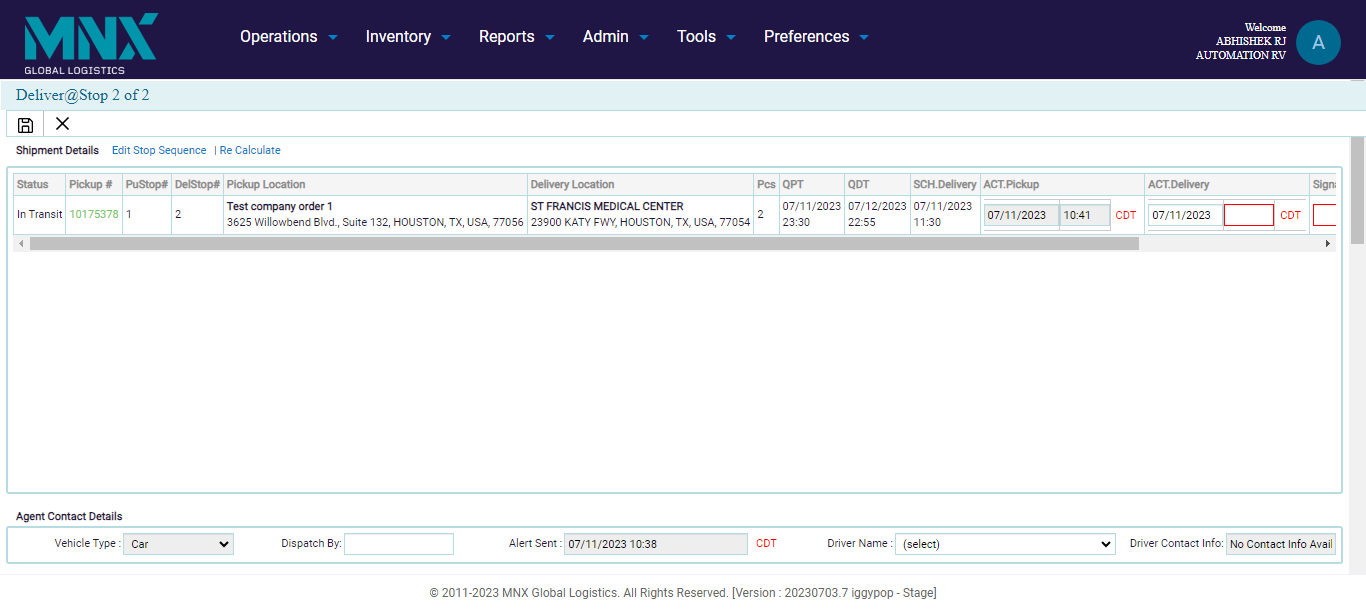 MNX
GLOBAL LOGISTICS
Operations Inventory Reports Admin Tools Preferences
Welcome
ABHISHEK RJ
AUTOMATION RV
A
Deliver@Stop 2 of 2
Shipment Details Edit Stop Sequence | Re Calculate
Status Pickup # PuStop# DelStop# Pickup Location Delivery Location Pcs QPT QDT SCH.Delivery ACT.Pickup ACT.Delivery
In Transit 10175378 1 2 Test company order 1 ST FRANCIS MEDICAL CENTER 2 07/11/2023 07/12/2023 07/11/2023 07/11/2023 10:41 CDT 07/11/2023 CDT
3625 Willowbend Blvd., Suite 132, HOUSTON, TX, USA, 77056 23900 KATY FWY, HOUSTON, TX, USA, 77054 23:30 22:55 11:30
Agent Contact Details
Vehicle Type : Car Dispatch By: Alert Sent : 07/11/2023 10:38 CDT Driver Name : (select) Driver Contact Info: No Contact Info Avail
© 2011-2023 MNX Global Logistics. All Rights Reserved. [Version : 20230703.7 iggypop - Stage]